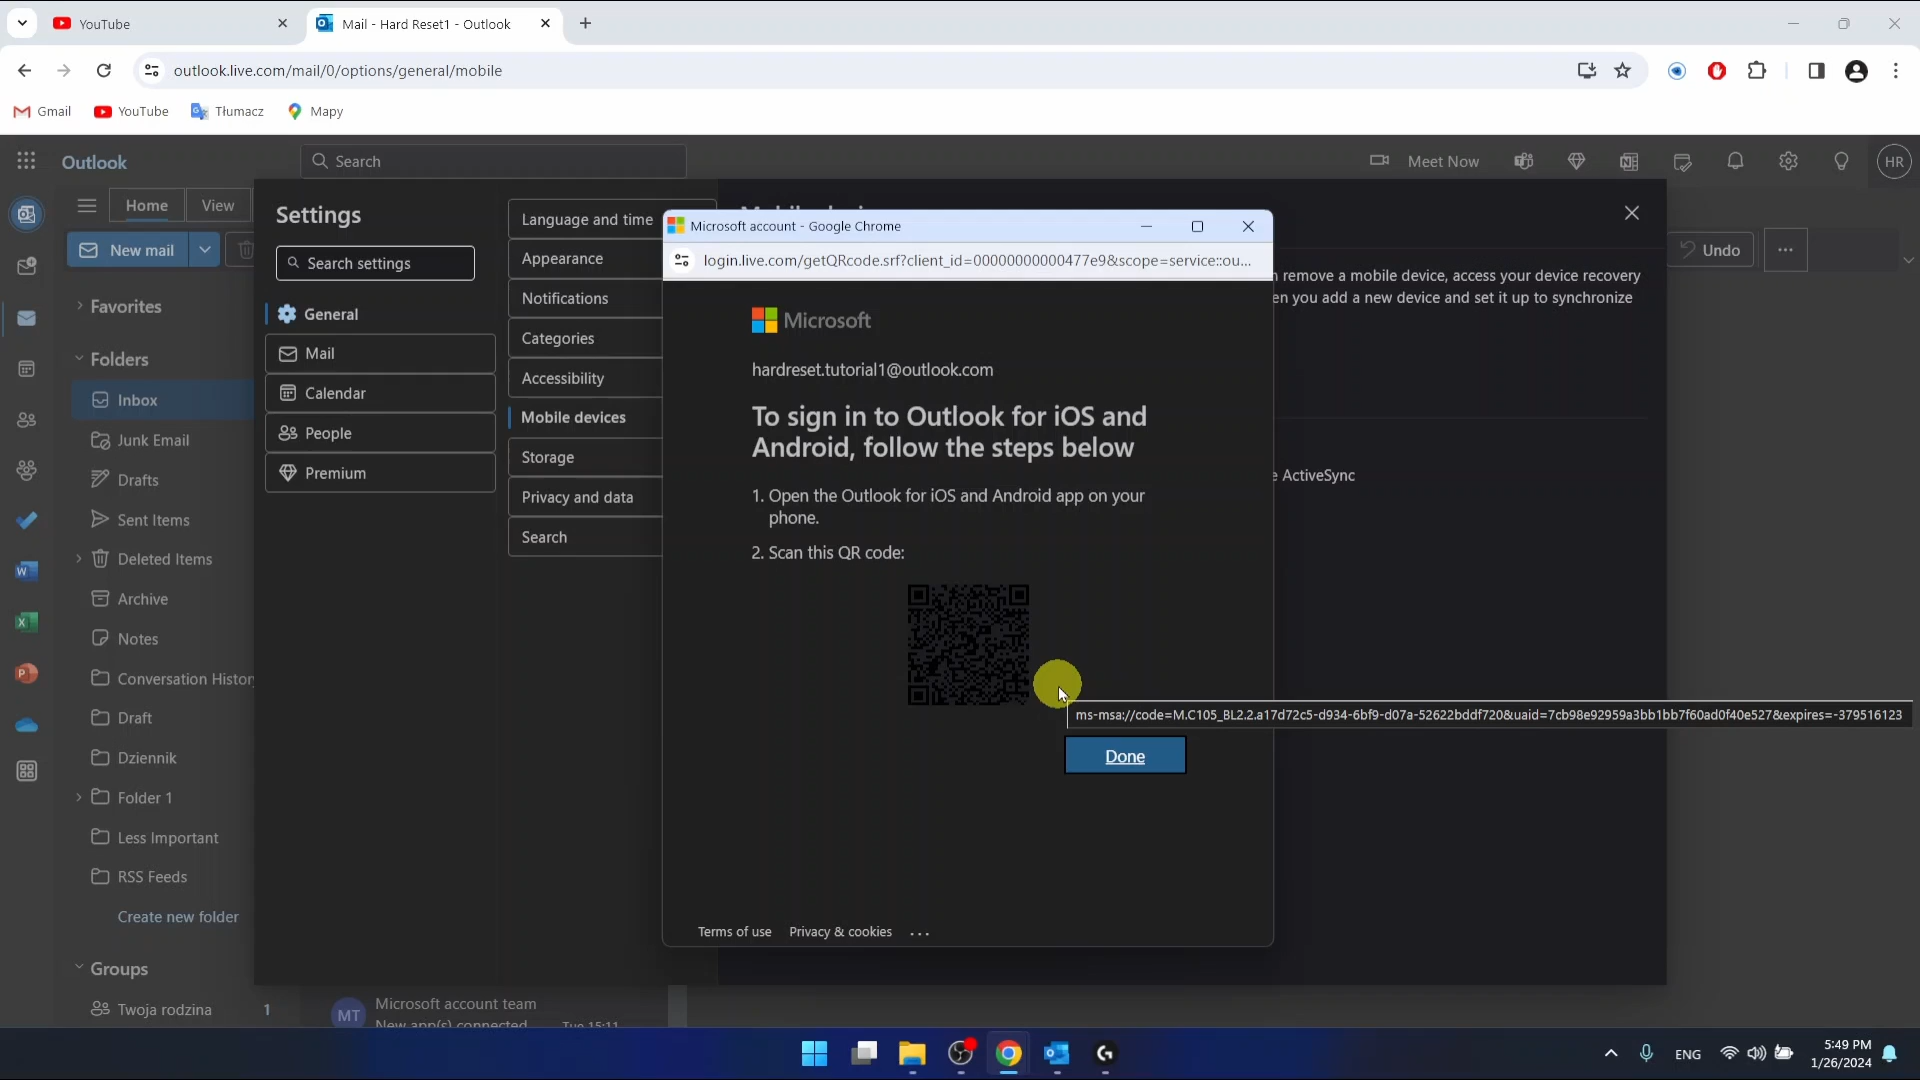 YouTube
Mail - Hard Reset1 - Outlook
outlook.live.com/mail/0/options/general/mobile
Gmail
YouTube
Tłumacz
Mapy
Outlook
Search
Meet Now
HR
Home
View
New mail
Undo
Favorites
Folders
Inbox
Junk Email
Drafts
Sent Items
Deleted Items
Archive
Notes
Conversation History
Draft
Dziennik
Folder 1
Less Important
RSS Feeds
Create new folder
Groups
Twoja rodzina 1
Settings
Search settings
General
Mail
Calendar
People
Premium
Language and time
Appearance
Notifications
Categories
Accessibility
Mobile devices
Storage
Privacy and data
Search
remove a mobile device, access your device recovery
en you add a new device and set it up to synchronize
e ActiveSync
Microsoft account - Google Chrome
login.live.com/getQRcode.srf?client_id=00000000000477e9&scope=service::ou...
Microsoft
hardreset.tutorial1@outlook.com
To sign in to Outlook for iOS and
Android, follow the steps below
1. Open the Outlook for iOS and Android app on your
phone.
2. Scan this QR code:
ms-msa://code=M.C105_BL2.2.a17d72c5-d934-6bf9-d07a-52622bddf720&uaid=7cb98e92959a3bb1bb7f60ad0f40e527&expires=-379516123
Done
Terms of use
Privacy & cookies
...
MT
Microsoft account team
New app(s) connected
Tue 15:11
ENG
5:49 PM
1/26/2024